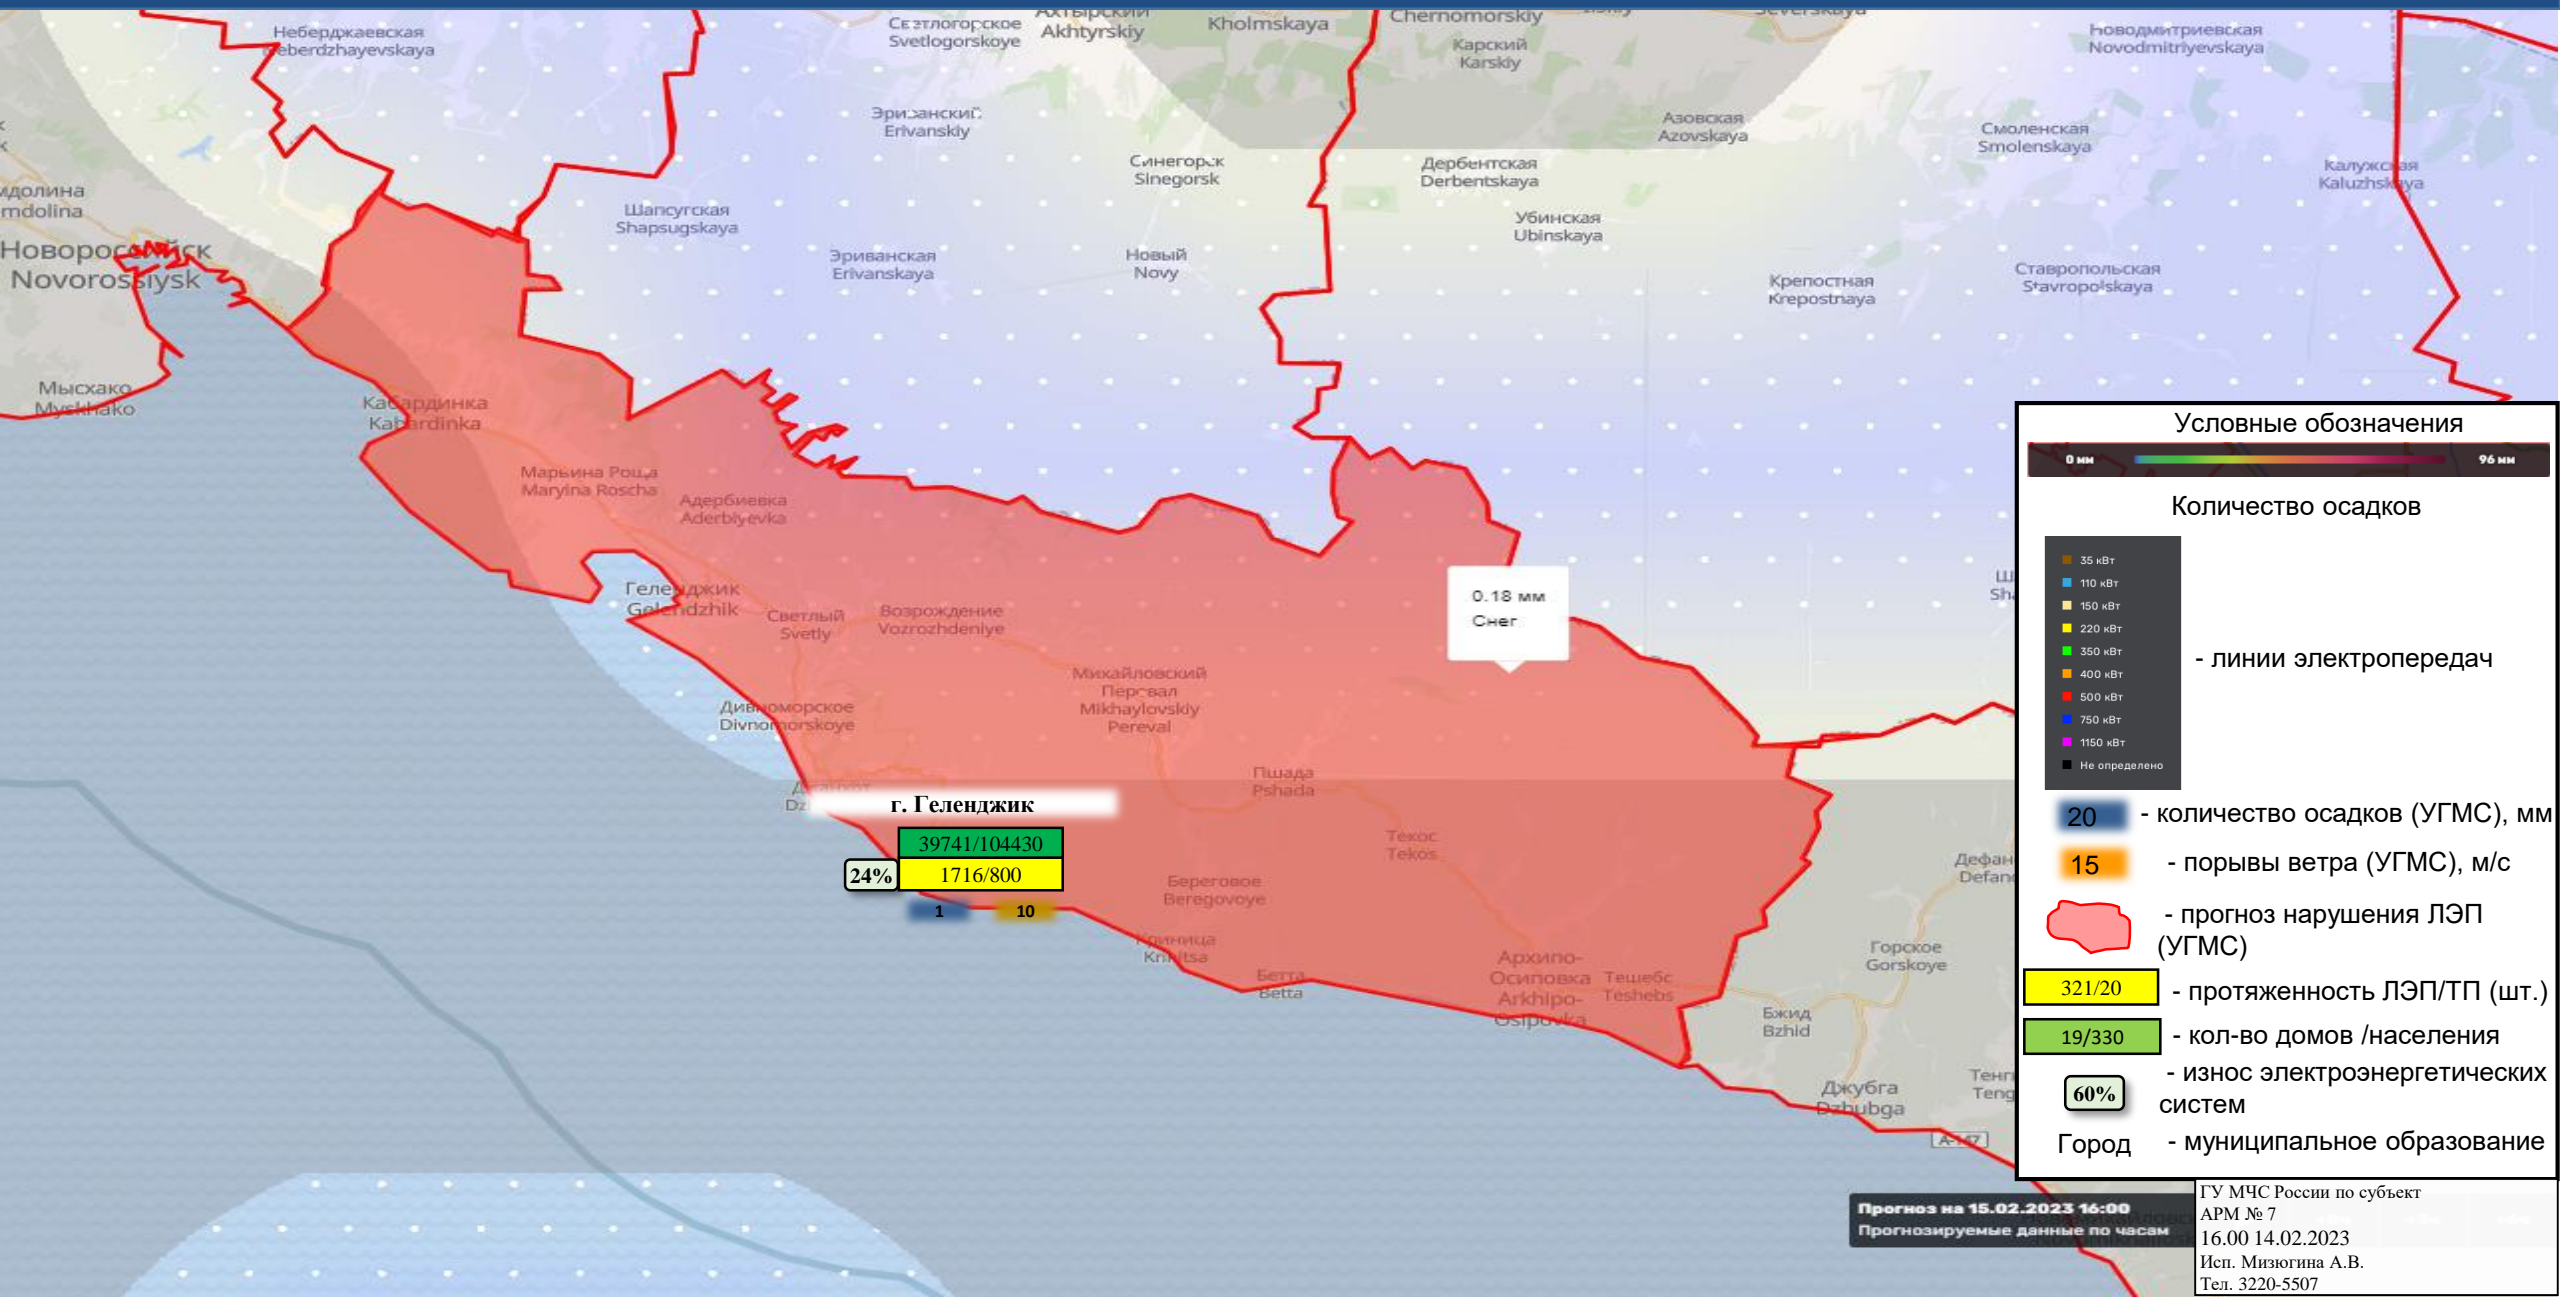 Неберджаевская
Светлогорское
Svetlogorskoye
Akhtyrskiy
Kholmskaya
Chernomorskiy
Карский
Karskiy
Новодмитриевская
Novodmitriyevskaya
Эриванский
Erivanskiy
Азовская
Azovskaya
Смоленская
Smolenskaya
Синегорск
Sinegorsk
Дербентская
Derbentskaya
Калужская
Kaluzhskaya
Шапсугская
Shapsugskaya
Убинская
Ubinskaya
Новороссийск
Novorossiysk
Эриванская
Erivanskaya
Новый
Novy
Крепостная
Krepostnaya
Ставропольская
Stavropolskaya
Мысхако
Myskhako
Кабардинка
Kabardinka
Марьина Роща
Maryina Roscha
Адербиевка
Aderbiyevka
Геленджик
Gelendzhik
Светлый
Svetly
Возрождение
Vozrozhdeniye
0.18 мм
Снег
Михайловский
Перевал
Mikhaylovskiy
Pereval
Дивноморское
Divnomorskoye
Пшада
Pshada
г. Геленджик
39741/104430
24%
1716/800
1
10
Текос
Tekos
Береговое
Beregovoye
Криница
Krinitsa
Бетта
Betta
Архипо-
Осиповка
Arkhipo-
Osipovka
Тешебс
Teshebs
Горское
Gorskoye
Бжид
Bzhid
Джубга
Dzhubga
A-147
Условные обозначения
0 мм
96 мм
Количество осадков
35 кВт
110 кВт
150 кВт
220 кВт
350 кВт
400 кВт
500 кВт
750 кВт
1150 кВт
Не определено
- линии электропередач
20 - количество осадков (УГМС), мм
15 - порывы ветра (УГМС), м/с
- прогноз нарушения ЛЭП
(УГМС)
321/20 - протяженность ЛЭП/ТП (шт.)
19/330 - кол-во домов /населения
60% - износ электроэнергетических
систем
Город - муниципальное образование
Прогноз на 15.02.2023 16:00
Прогнозируемые данные по часам
ГУ МЧС России по субъект
АРМ № 7
16.00 14.02.2023
Исп. Мизюгина А.В.
Тел. 3220-5507